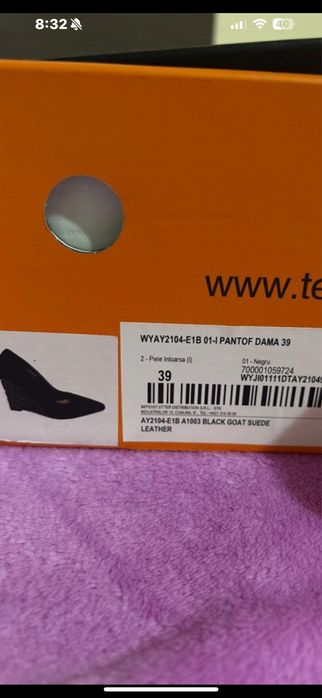 8:32
40
www.te
WYAY2104-E1B 01-I PANTOF DAMA 39
2 - Piele Intoarsa (I)
01 - Negru
700001059724
39
WYJI01111DTAY21049
AY2104-E1B A1003 BLACK GOAT SUEDE
LEATHER